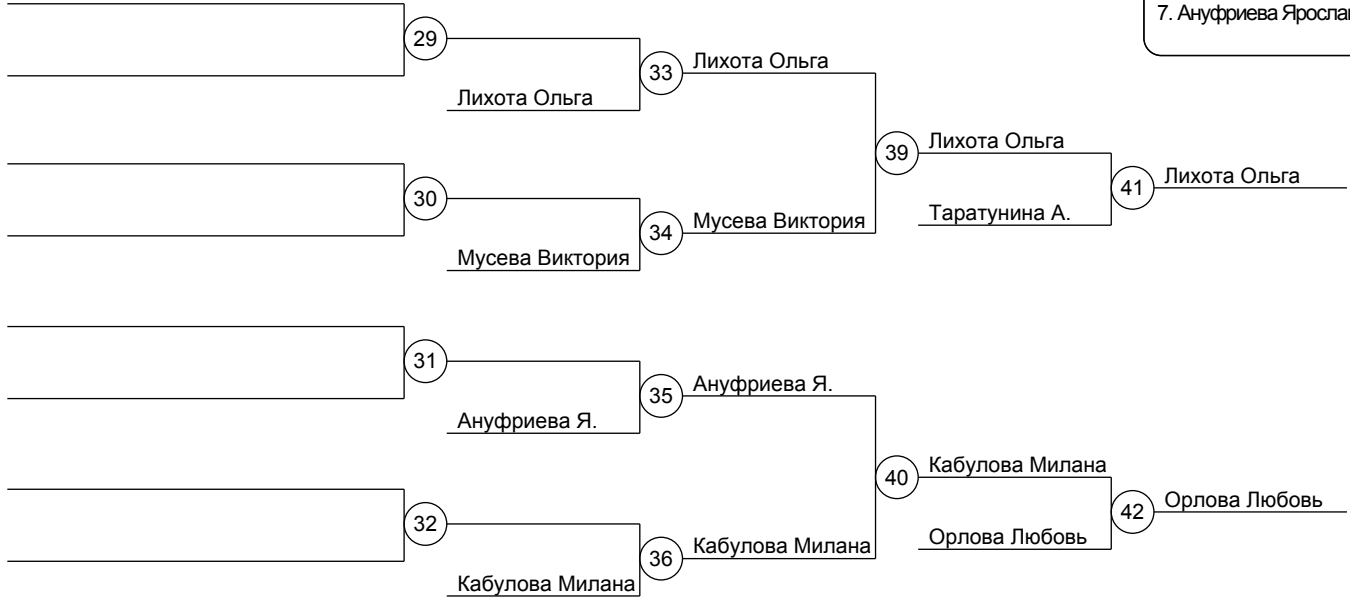 7. Ануфриева
29
33
Лихота Ольга
Лихота Ольга
39
Лихота Ольга
30
41
Лихота Ольга
34
Мусева Виктория
Таратунина А.
Мусева Виктория
31
35
Ануфриева Я.
Ануфриева Я.
40
Кабулова Милана
32
42
Орлова Любовь
36
Кабулова Милана
Орлова Любовь
Кабулова Милана